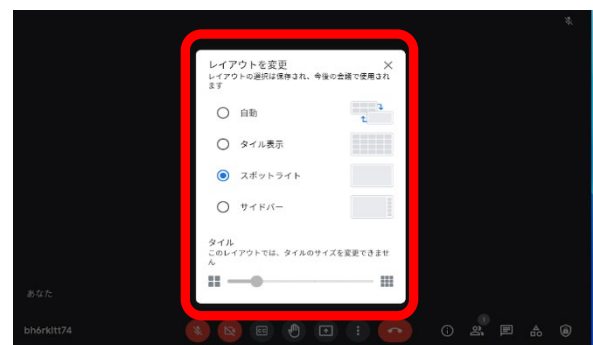 レイアウトを変更
レイアウトの選択は保存され、今後の会議で使用され
ます
自動
タイル表示
スポットライト
サイドバー
タイル
このレイアウトでは、タイルのサイズを変更できませ
ん
あなた
bh6rkitt74
1